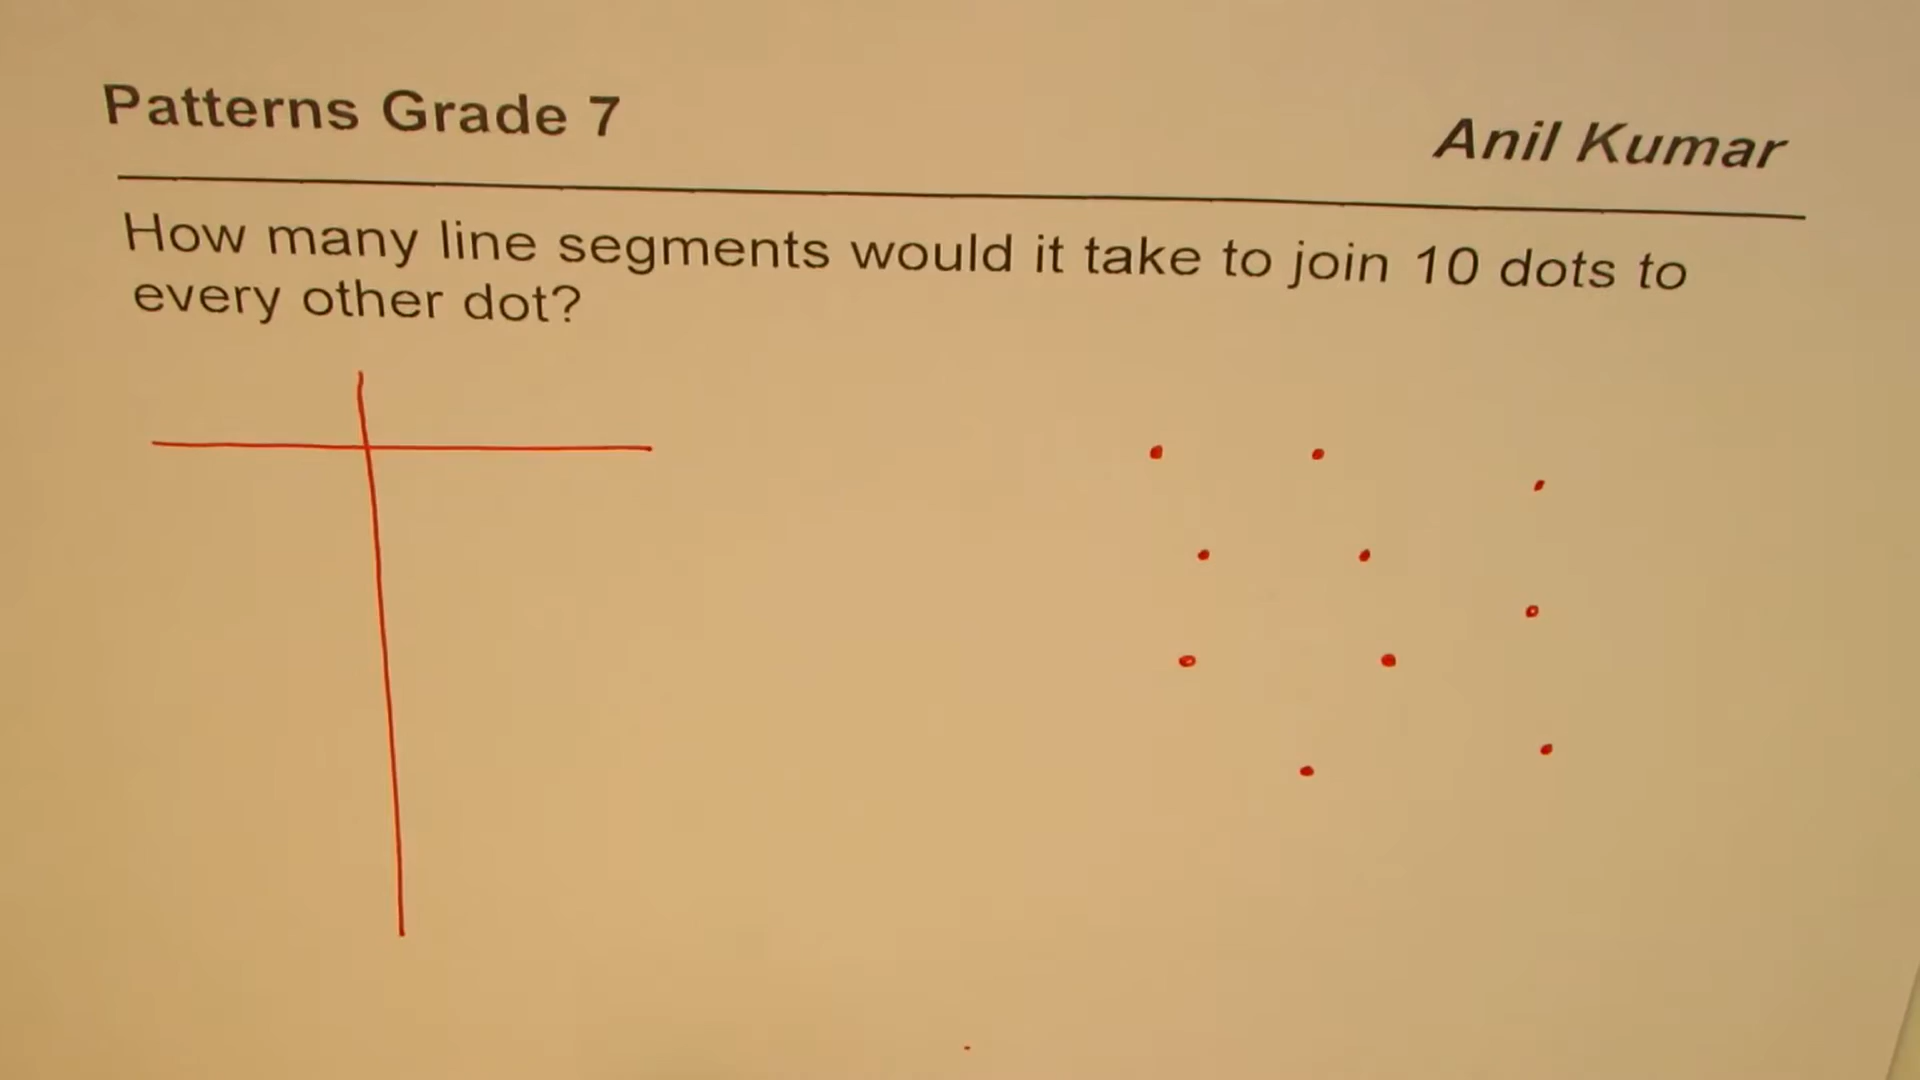 Patterns Grade 7
Anil Kumar
How many line segments would it take to join 10 dots to
every other dot?